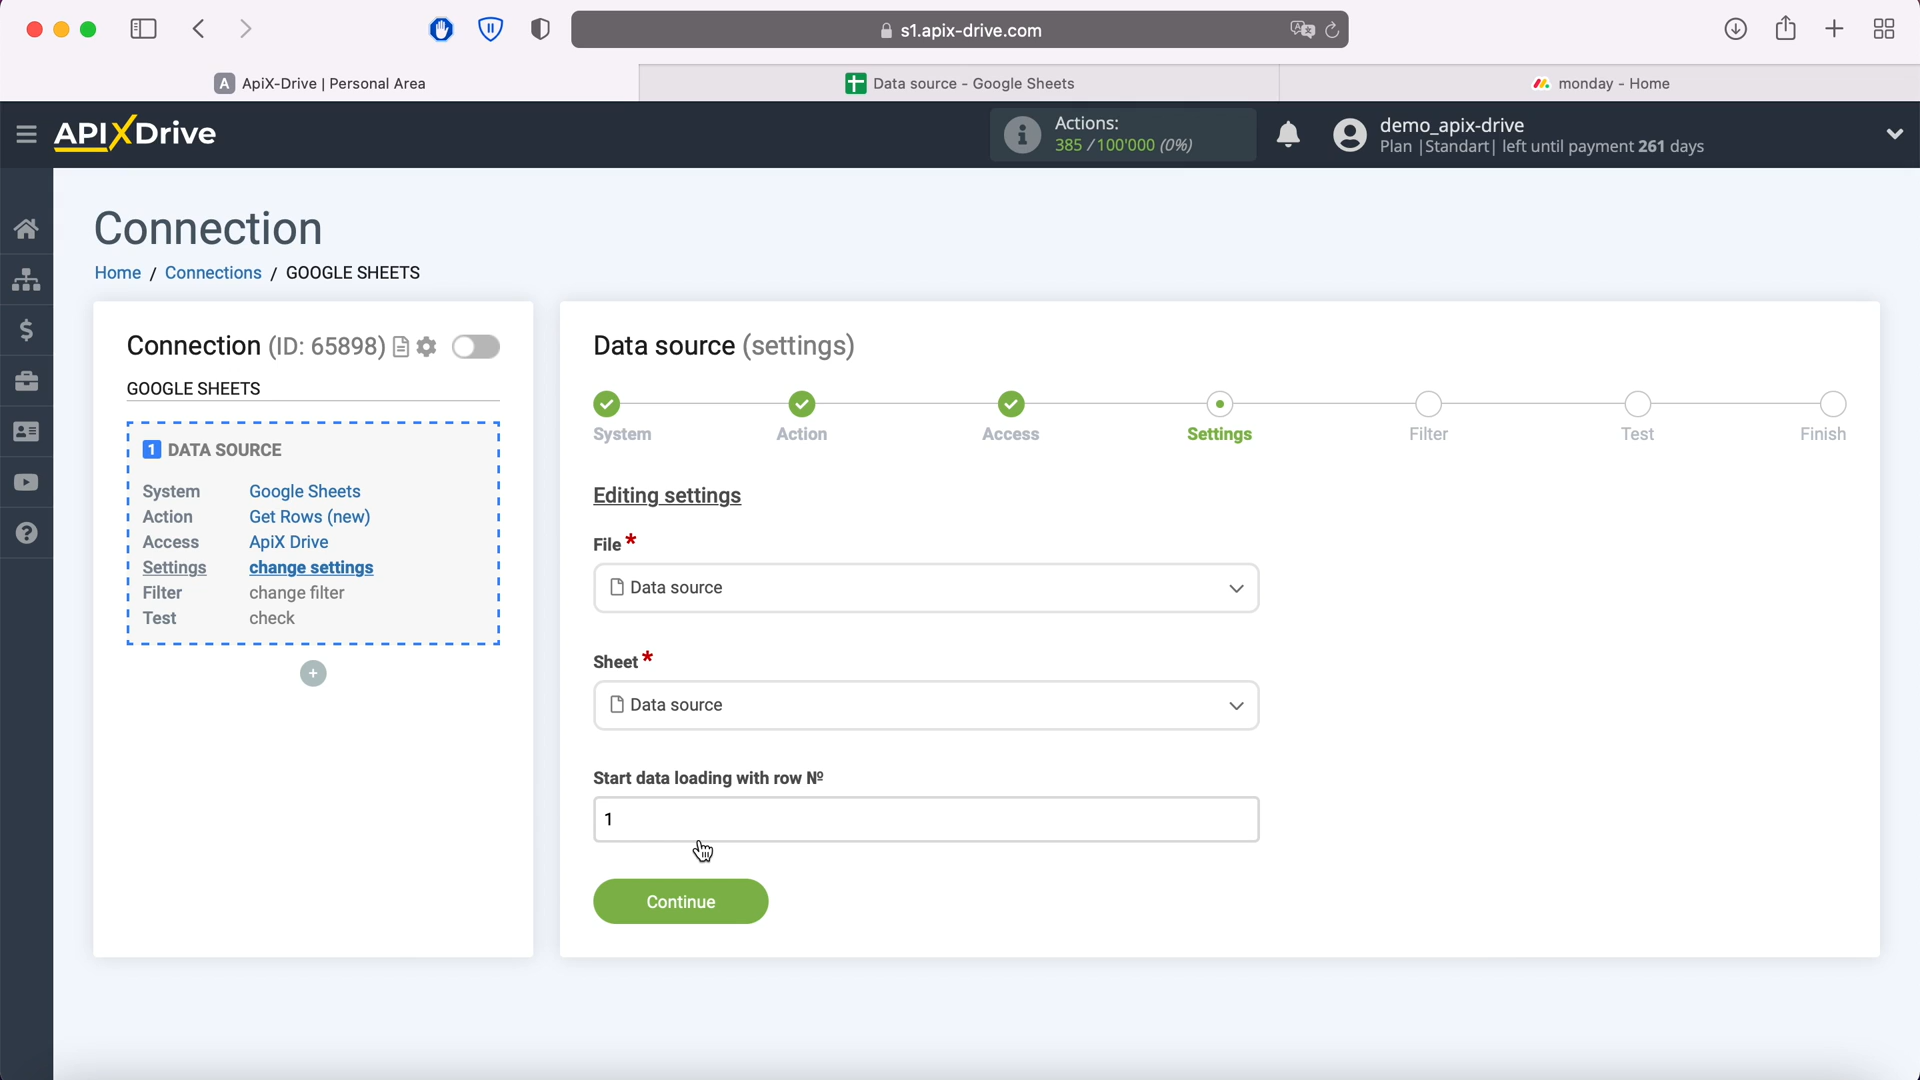 s1.apix-drive.com
A ApiX-Drive | Personal Area
Data source - Google Sheets
monday - Home
APIXDrive
Actions:
385 / 100'000 (0%)
demo_apix-drive
Plan |Standart| left until payment 261 days
Connection
Home / Connections / GOOGLE SHEETS
Connection (ID: 65898)
GOOGLE SHEETS
1 DATA SOURCE
System Google Sheets
Action Get Rows (new)
Access ApiX Drive
Settings change settings
Filter change filter
Test check
Data source (settings)
System Action Access Settings Filter Test Finish
Editing settings
File *
Data source
Sheet *
Data source
Start data loading with row №
1
Continue